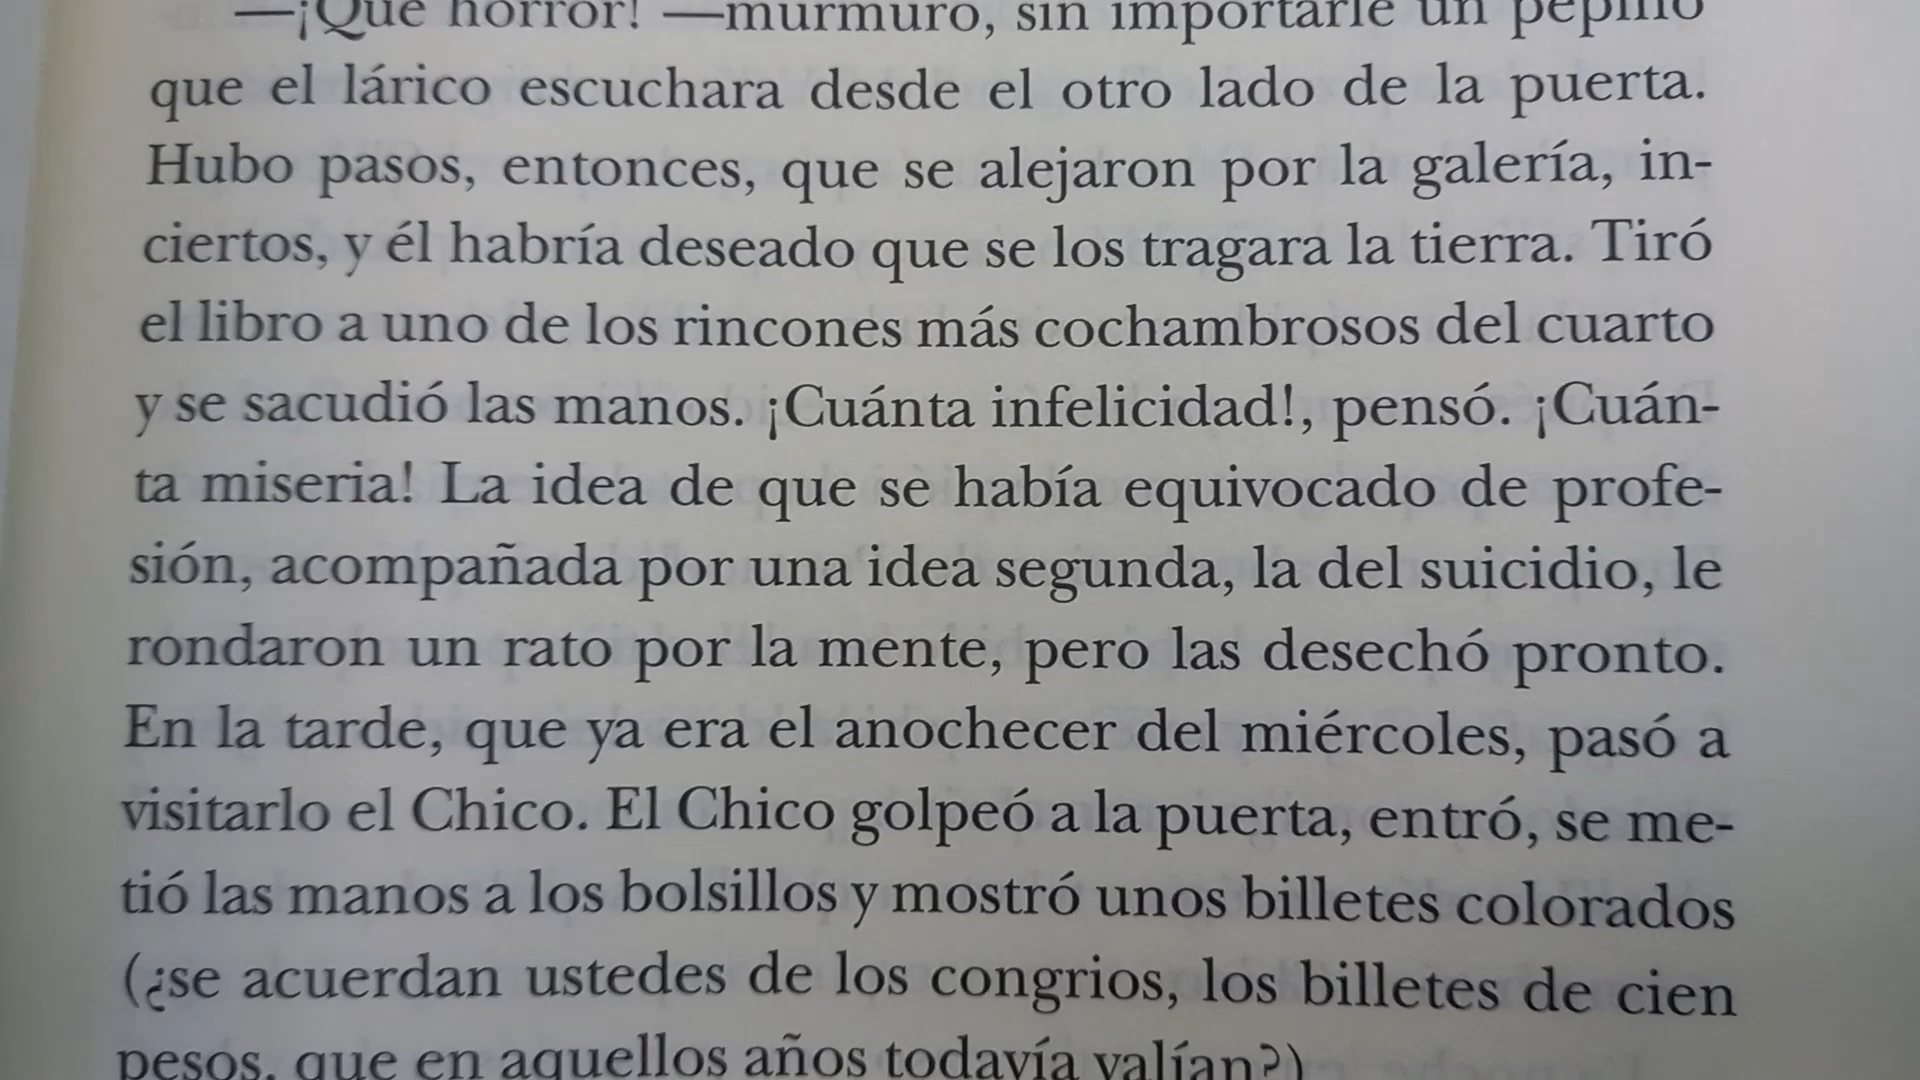 —¡Qué horror! —murmuró, sin importarle un pepino
que el lárico escuchara desde el otro lado de la puerta.
Hubo pasos, entonces, que se alejaron por la galería, in-
ciertos, y él habría deseado que se los tragara la tierra. Tiró
el libro a uno de los rincones más cochambrosos del cuarto
y se sacudió las manos. ¡Cuánta infelicidad!, pensó. ¡Cuán-
ta miseria! La idea de que se había equivocado de profe-
sión, acompañada por una idea segunda, la del suicidio, le
rondaron un rato por la mente, pero las desechó pronto.
En la tarde, que ya era el anochecer del miércoles, pasó a
visitarlo el Chico. El Chico golpeó a la puerta, entró, se me-
tió las manos a los bolsillos y mostró unos billetes colorados
(¿se acuerdan ustedes de los congrios, los billetes de cien
pesos, que en aquellos años todavía valían?)